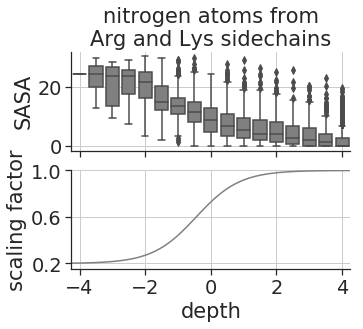 nitrogen atoms from
Arg and Lys sidechains
SASA
20
0
scaling factor
1.0
0.6
0.2
−4
−2
0
2
4
depth